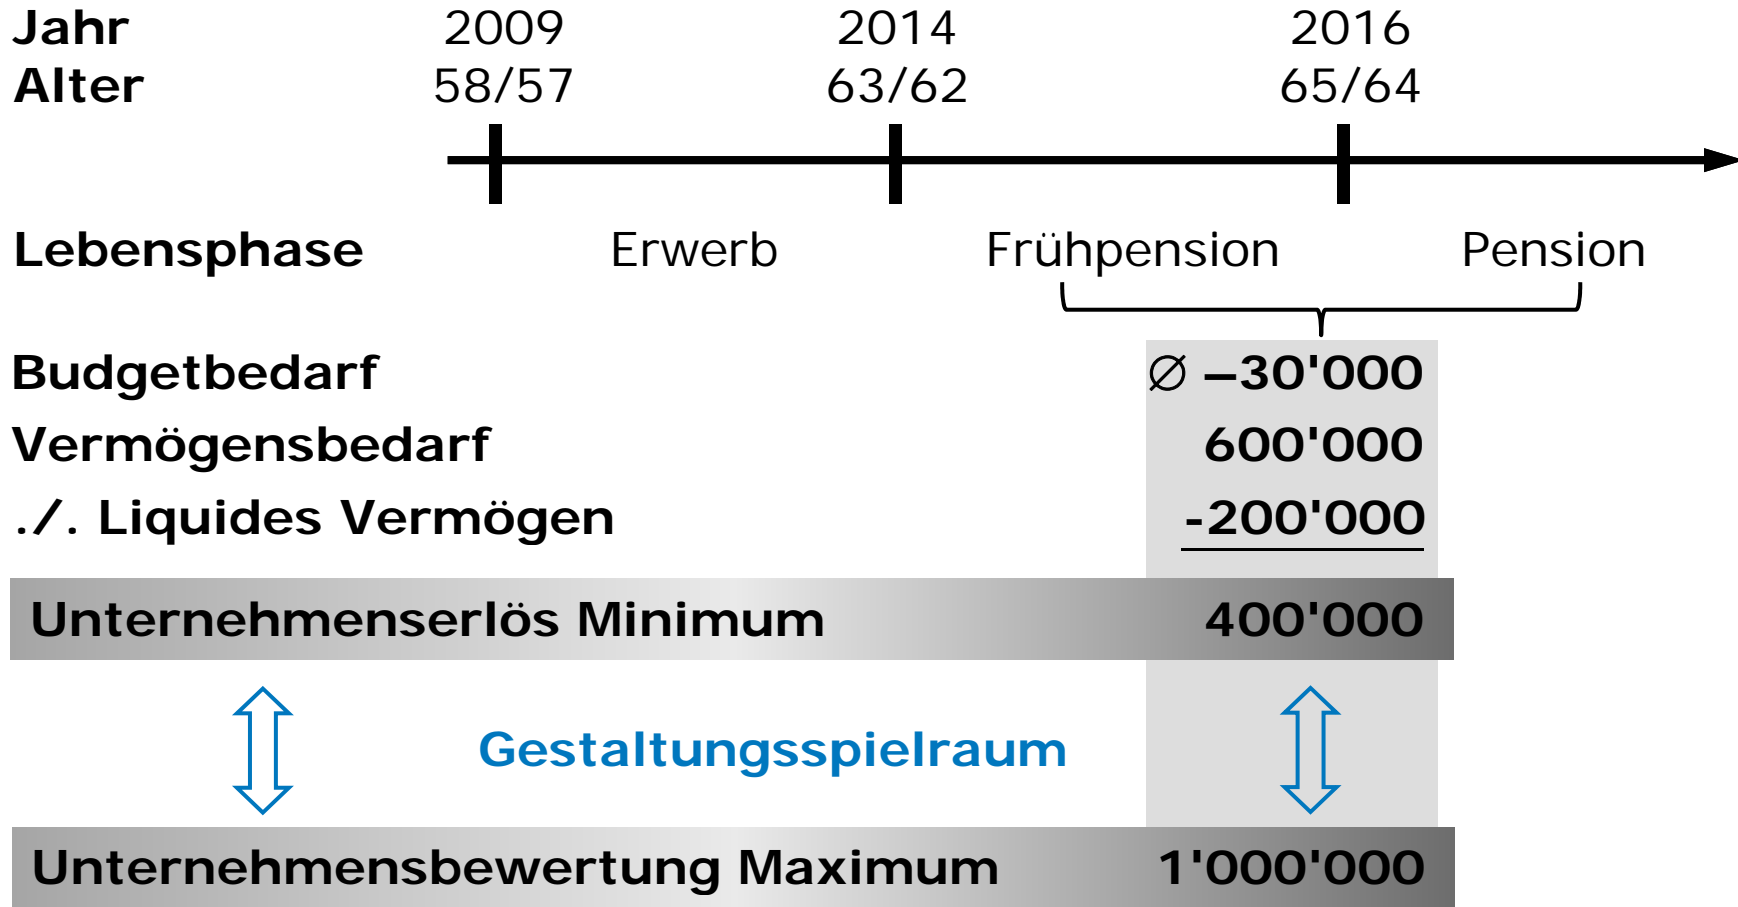 Jahr 2009 2014 2016
Alter 58/57 63/62 65/64
Lebensphase Erwerb Frühpension Pension
Budgetbedarf ∅ –30'000
Vermögensbedarf 600'000
./. Liquides Vermögen -200'000
Unternehmenserlös Minimum 400'000
Gestaltungsspielraum
Unternehmensbewertung Maximum 1'000'000